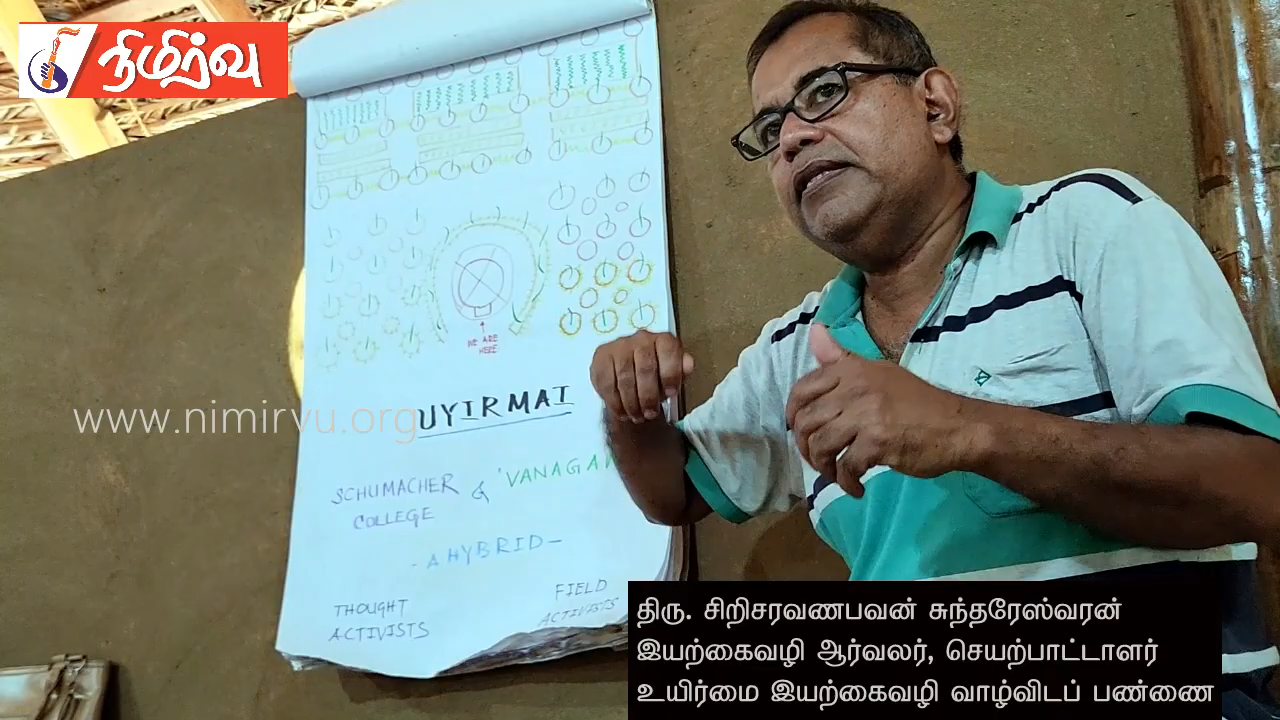 நிமிர்வு
WE ARE
HERE
www.nimirvu.org
UYIRMAI
SCHUMACHER
COLLEGE
& 'VANAGA
- A HYBRID -
THOUGHT
ACTIVISTS
FIELD
ACTIVISTS
திரு. சிறிசரவணபவன் சுந்தரேஸ்வரன்
இயற்கைவழி ஆர்வலர், செயற்பாட்டாளர்
உயிர்மை இயற்கைவழி வாழ்விடப் பண்ணை